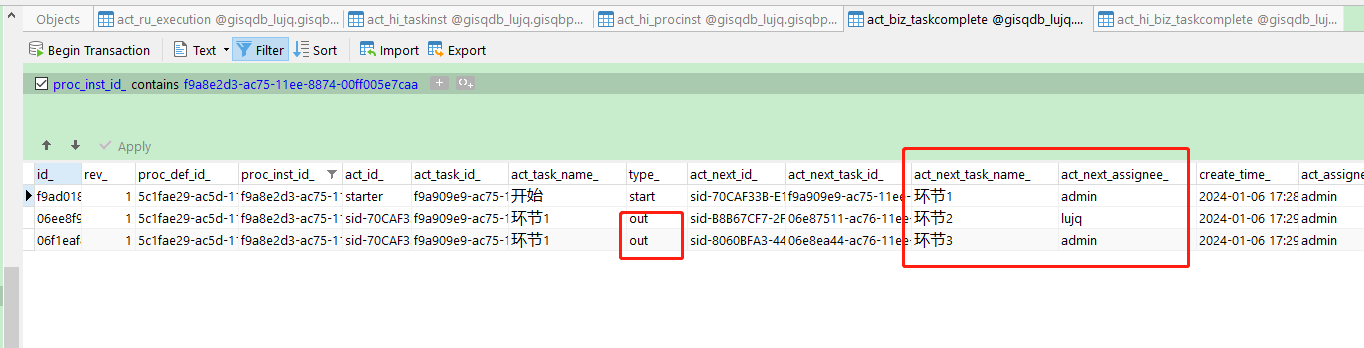 Objects act_ru_execution @gisqdb_lujq.gisqb... act_hi_taskinst @gisqdb_lujq.gisqbp... act_hi_procinst @gisqdb_lujq.gisqbp... act_biz_taskcomplete @gisqdb_lujq.... act_hi_biz_taskcomplete @gisqdb_luj...
Begin Transaction Text Filter Sort Import Export
proc_inst_id_ contains f9a8e2d3-ac75-11ee-8874-00ff005e7caa
Apply
id_ rev_ proc_def_id_ proc_inst_id_ act_id_ act_task_id_ act_task_name_ type_ act_next_id_ act_next_task_id_ act_next_task_name_ act_next_assignee_ create_time_ act_assigne
f9ad018 1 5c1fae29-ac5d-11 f9a8e2d3-ac75-1 starter f9a909e9-ac75-1 开始 start sid-70CAF33B-E1 f9a909e9-ac75-11ee- 环节1 admin 2024-01-06 17:28 admin
06ee8f9 1 5c1fae29-ac5d-11 f9a8e2d3-ac75-1 sid-70CAF3 f9a909e9-ac75-1 环节1 out sid-B8B67CF7-2F 06e87511-ac76-11ee- 环节2 lujq 2024-01-06 17:29 admin
06f1eaf 1 5c1fae29-ac5d-11 f9a8e2d3-ac75-1 sid-70CAF3 f9a909e9-ac75-1 环节1 out sid-8060BFA3-44 06e8ea44-ac76-11ee- 环节3 admin 2024-01-06 17:29 admin